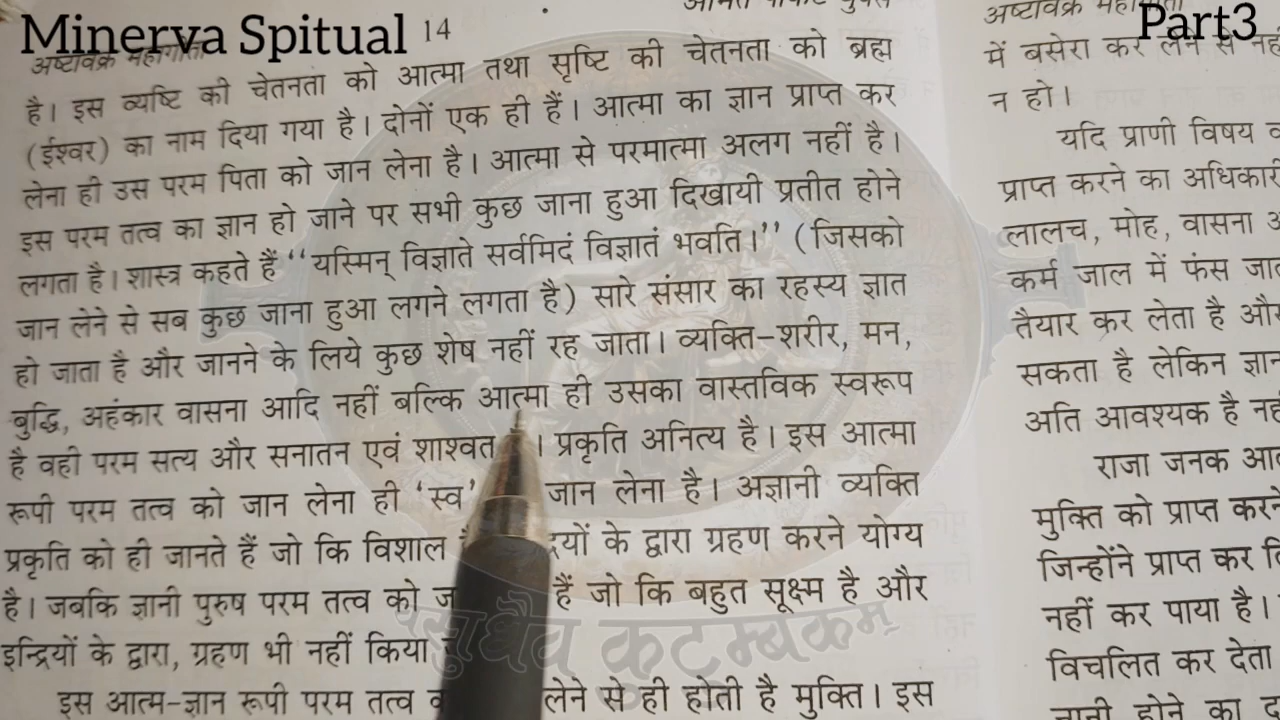 Minerva Spitual 14
Part3
अष्टावक्र महागीता
है। इस व्यष्टि की चेतनता को आत्मा तथा सृष्टि की चेतनता को ब्रह्म
(ईश्वर) का नाम दिया गया है। दोनों एक ही हैं। आत्मा का ज्ञान प्राप्त कर
लेना ही उस परम पिता को जान लेना है। आत्मा से परमात्मा अलग नहीं है।
इस परम तत्व का ज्ञान हो जाने पर सभी कुछ जाना हुआ दिखायी प्रतीत होने
लगता है। शास्त्र कहते हैं ‘‘यस्मिन् विज्ञाते सर्वमिदं विज्ञातं भवति।’’ (जिसको
जान लेने से सब कुछ जाना हुआ लगने लगता है) सारे संसार का रहस्य ज्ञात
हो जाता है और जानने के लिये कुछ शेष नहीं रह जाता। व्यक्ति-शरीर, मन,
बुद्धि, अहंकार वासना आदि नहीं बल्कि आत्मा ही उसका वास्तविक स्वरूप
है वही परम सत्य और सनातन एवं शाश्वत । प्रकृति अनित्य है। इस आत्मा
रूपी परम तत्व को जान लेना ही ‘स्व’ जान लेना है। अज्ञानी व्यक्ति
प्रकृति को ही जानते हैं जो कि विशाल के द्वारा ग्रहण करने योग्य
है। जबकि ज्ञानी पुरुष परम तत्व को हैं जो कि बहुत सूक्ष्म है और
इन्द्रियों के द्वारा, ग्रहण भी नहीं किया
इस आत्म-ज्ञान रूपी परम तत्व लेने से ही होती है मुक्ति। इस
अष्टावक्र
में बसेरा कर लेने से
न हो।
यदि प्राणी विषय
प्राप्त करने का
लालच, मोह, वासना
कर्म जाल में फंस
तैयार कर लेता है
सकता है लेकिन
अति आवश्यक है
राजा जनक
मुक्ति को प्राप्त
जिन्होंने प्राप्त कर
नहीं कर पाया है।
विचलित कर देता
ज्ञानी होने का